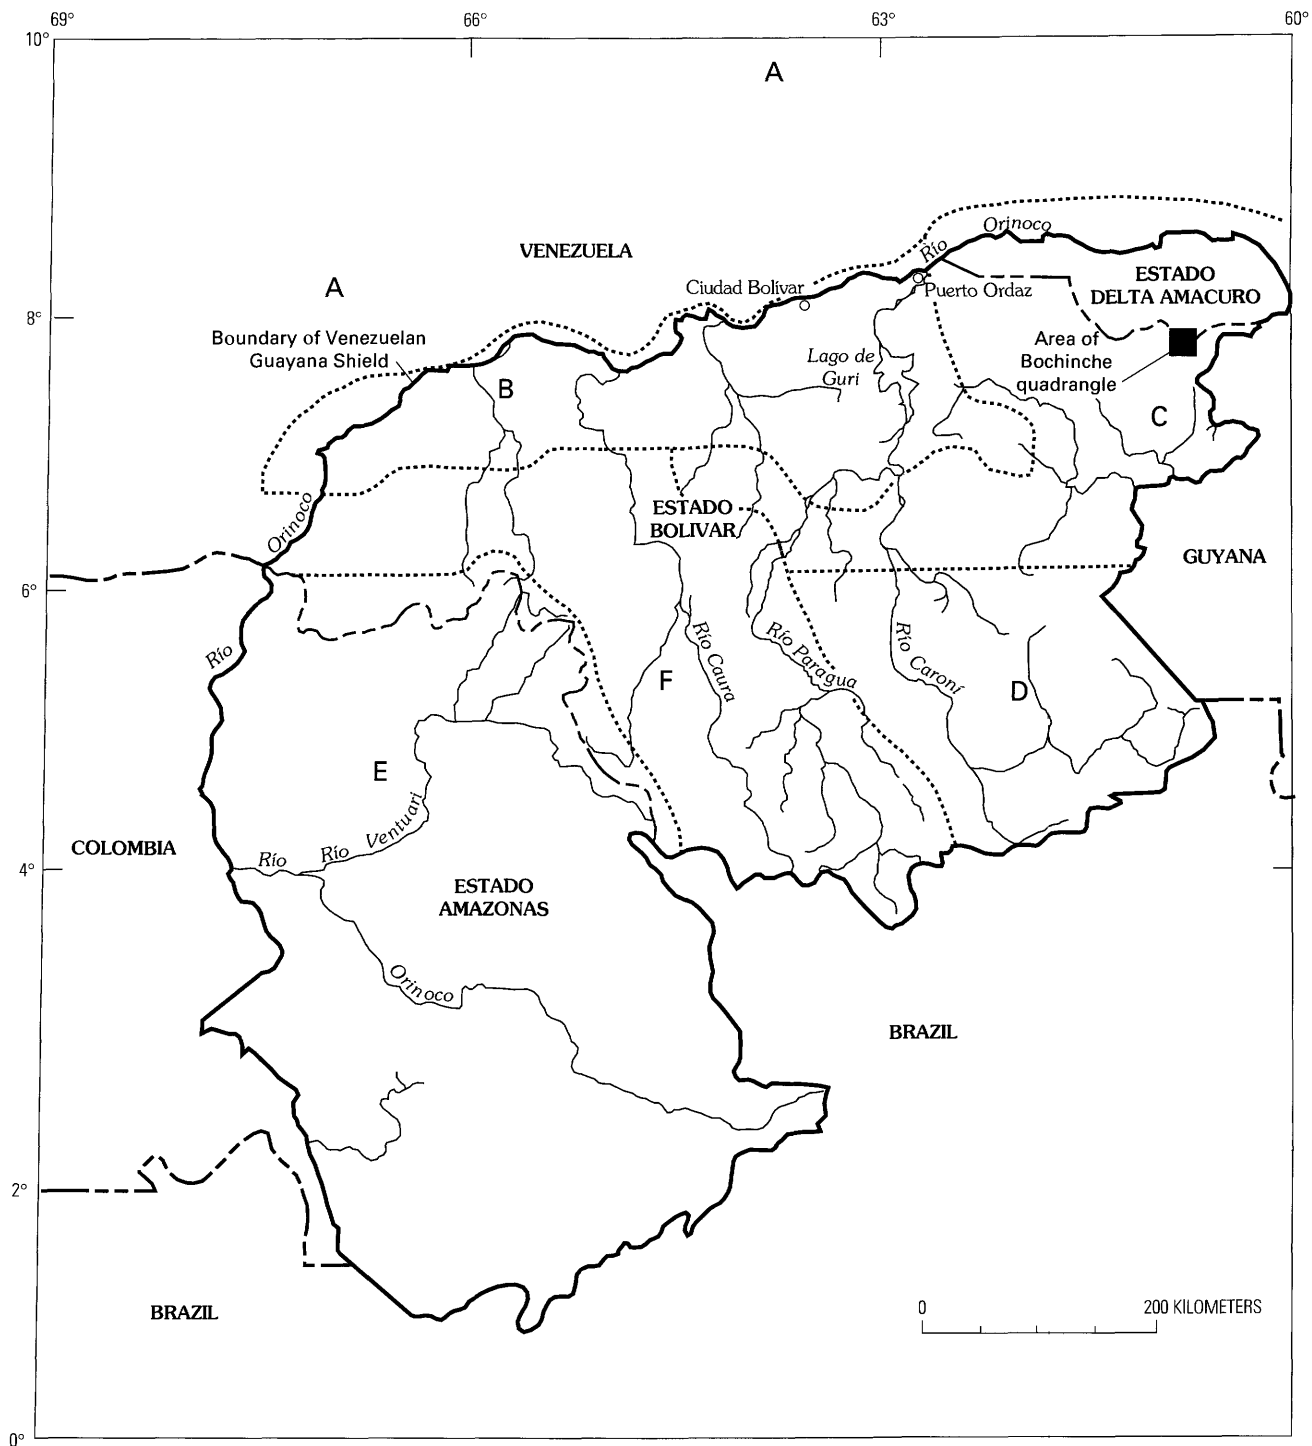 69°
66°
63°
60°
10°
A
Orinoco
Río
VENEZUELA
ESTADO
DELTA AMACURO
A
Ciudad Bolívar
Puerto Ordaz
8°
Boundary of Venezuelan
Guayana Shield
Area of
Bochinche
quadrangle
Lago de
Guri
B
C
ESTADO
BOLIVAR
Orinoco
GUYANA
6°
Río
Río Caura
Río Paragua
Río Caroní
F
D
E
Río Ventuari
COLOMBIA
Río
4°
ESTADO
AMAZONAS
Orinoco
BRAZIL
2°
BRAZIL
0
200 KILOMETERS
0°